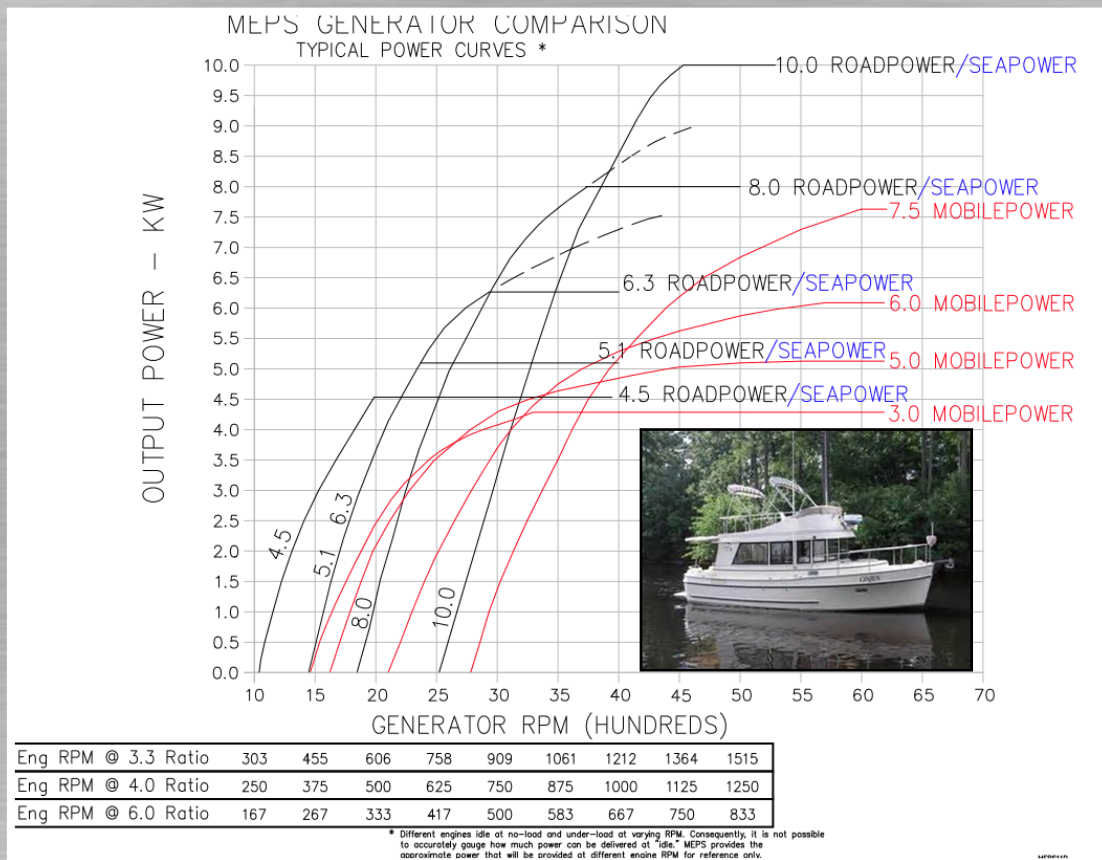 MEPS GENERATOR COMPARISON
TYPICAL POWER CURVES *
OUTPUT POWER - KW
10.0
9.5
9.0
8.5
8.0
7.5
7.0
6.5
6.0
5.5
5.0
4.5
4.0
3.5
3.0
2.5
2.0
1.5
1.0
0.5
0.0
10.0 ROADPOWER/SEAPOWER
8.0 ROADPOWER/SEAPOWER
7.5 MOBILEPOWER
6.3 ROADPOWER/SEAPOWER
6.0 MOBILEPOWER
5.1 ROADPOWER/SEAPOWER
5.0 MOBILEPOWER
4.5 ROADPOWER/SEAPOWER
3.0 MOBILEPOWER
4.5
5.1
6.3
8.0
10.0
10 15 20 25 30 35 40 45 50 55 60 65 70
GENERATOR RPM (HUNDREDS)
Eng RPM @ 3.3 Ratio 303 455 606 758 909 1061 1212 1364 1515
Eng RPM @ 4.0 Ratio 250 375 500 625 750 875 1000 1125 1250
Eng RPM @ 6.0 Ratio 167 267 333 417 500 583 667 750 833
* Different engines idle at no-load and under-load at varying RPM. Consequently, it is not possible
to accurately gauge how much power can be delivered at "idle." MEPS provides the
approximate power that will be provided at different engine RPM for reference only.